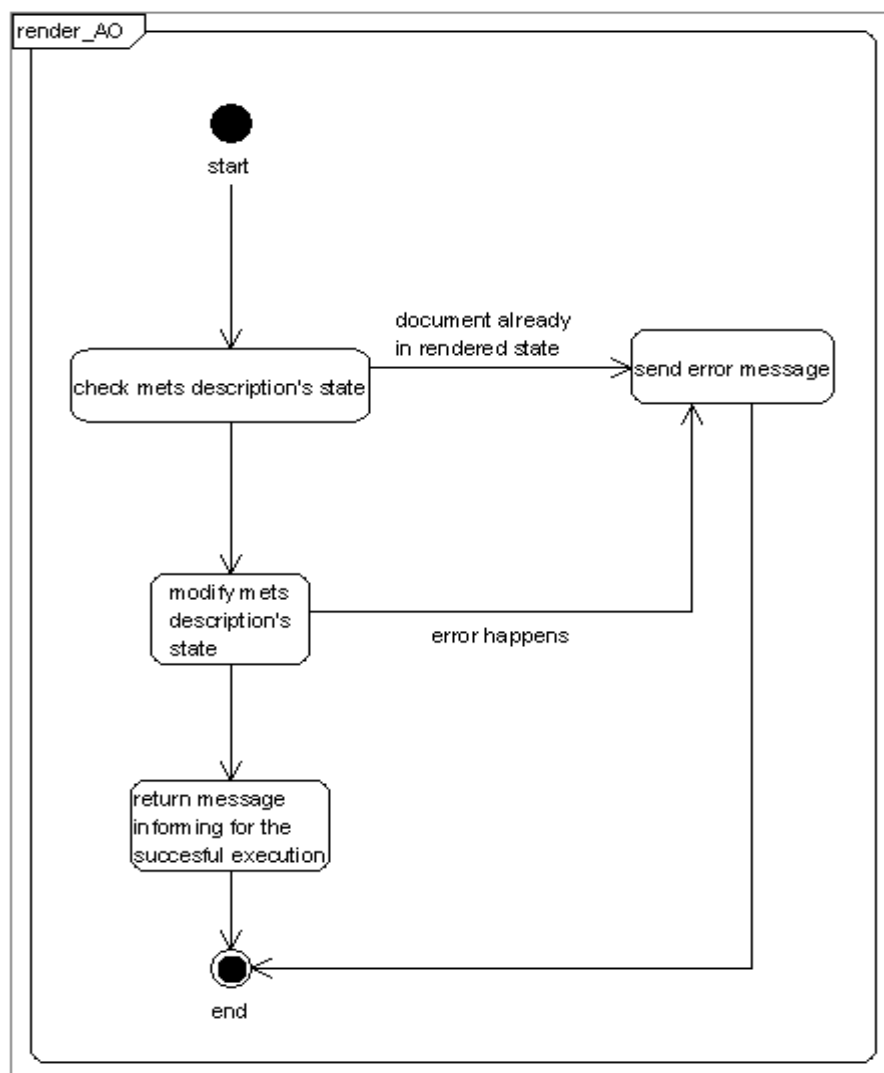 render_AO
start
document already
in rendered state
check mets description's state
send error message
modify mets
description's
state
error happens
return message
informing for the
succesful execution
end